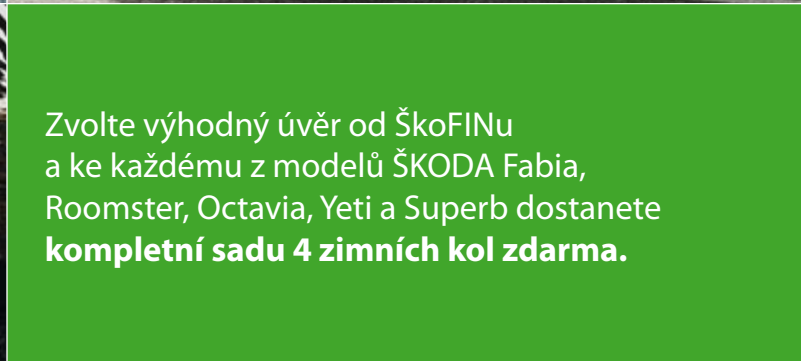 Zvolte výhodný úvěr od ŠkoFINu
a ke každému z modelů ŠKODA Fabia,
Roomster, Octavia, Yeti a Superb dostanete
kompletní sadu 4 zimních kol zdarma.